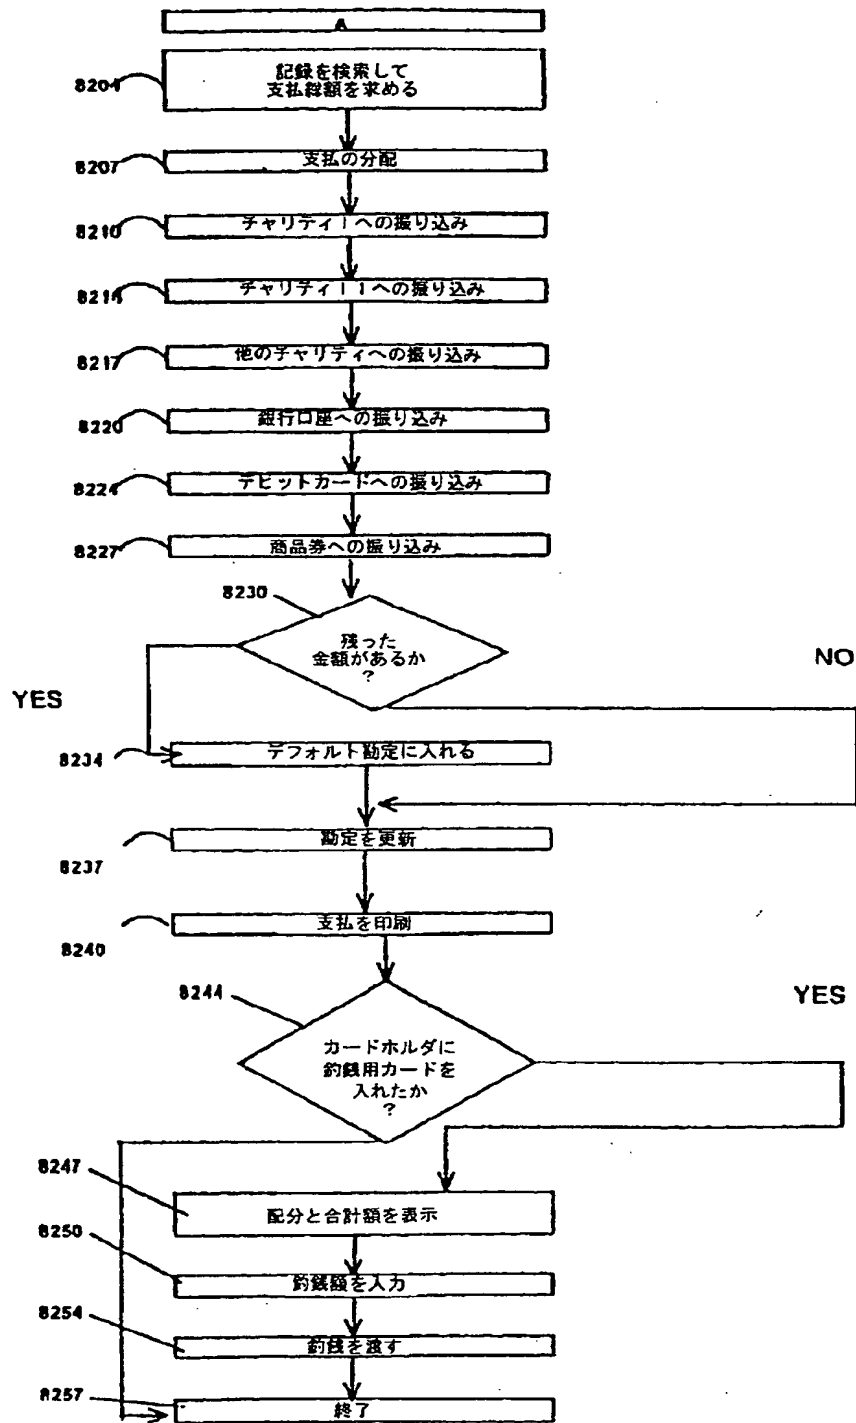 A
8204
記録を検索して
支払総額を求める
8207
支払の分配
8210
チャリティIへの振り込み
8214
チャリティIIへの振り込み
8217
他のチャリティへの振り込み
8220
銀行口座への振り込み
8224
デビットカードへの振り込み
8227
商品券への振り込み
8230
残った
金額があるか
?
YES
NO
8234
デフォルト勘定に入れる
8237
勘定を更新
8240
支払を印刷
8244
カードホルダに
釣銭用カードを
入れたか
?
YES
8247
配分と合計額を表示
8250
釣銭額を入力
8254
釣銭を渡す
8257
終了